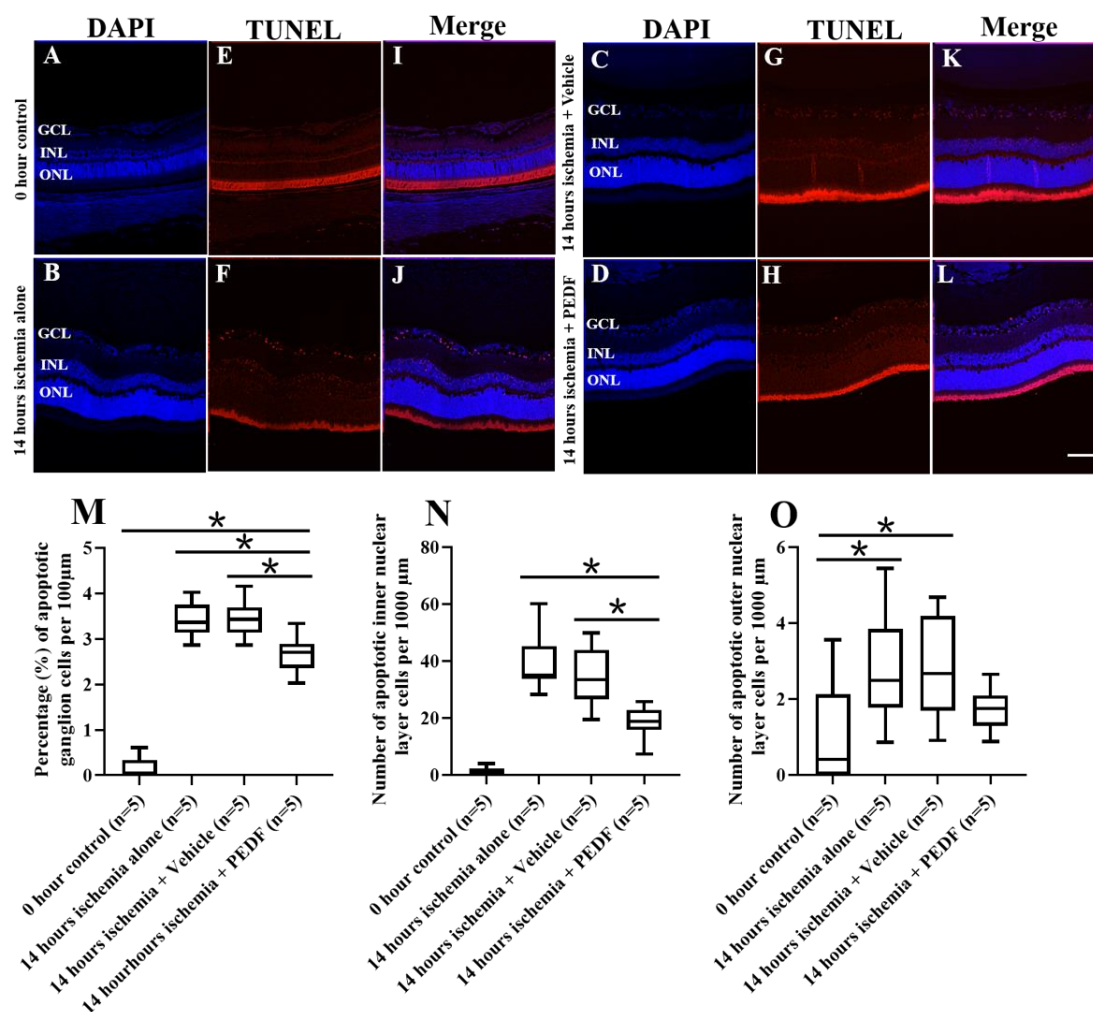 DAPI TUNEL Merge DAPI TUNEL Merge
0 hour control
A E I
GCL
INL
ONL
14 hours ischemia + Vehicle
C G K
GCL
INL
ONL
14 hours ischemia alone
B F J
GCL
INL
ONL
14 hours ischemia + PEDF
D H L
GCL
INL
ONL
M
Percentage (%) of apoptotic
ganglion cells per 100μm
5
4
3
2
1
0
* 
*
*
0 hour control (n=5)
14 hours ischemia alone (n=5)
14 hours ischemia + Vehicle (n=5)
14 hourhours ischemia + PEDF (n=5)
N
Number of apoptotic inner nuclear
layer cells per 1000 μm
80
60
40
20
0
*
*
0 hour control (n=5)
14 hours ischemia alone (n=5)
14 hours ischemia + Vehicle (n=5)
14 hours ischemia + PEDF (n=5)
O
Number of apoptotic outer nuclear
layer cells per 1000 μm
6
4
2
0
*
*
0 hour control (n=5)
14 hours ischemia alone (n=5)
14 hours ischemia + Vehicle (n=5)
14 hours ischemia + PEDF (n=5)